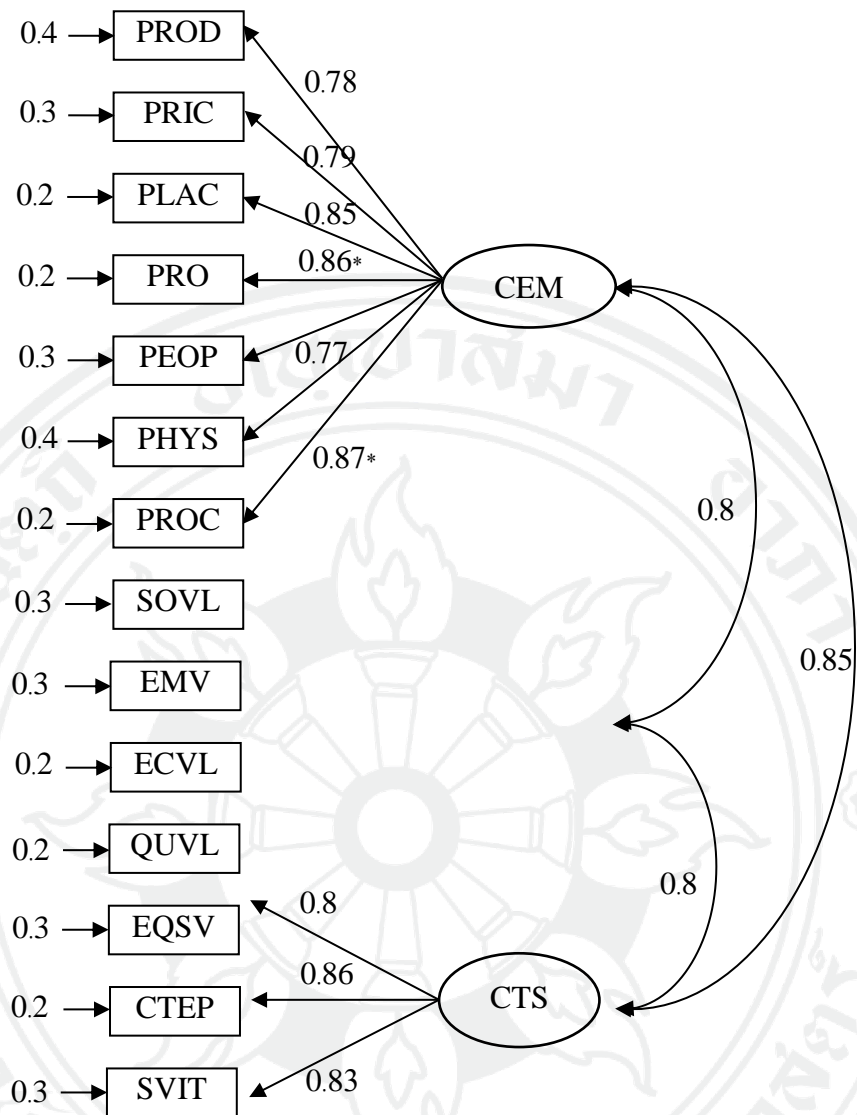 0.4 PROD
0.78
0.3 PRIC
0.79
0.2 PLAC
0.85
0.2 PRO 0.86* CEM
0.3 PEOP
0.77
0.4 PHYS
0.87*
0.2 PROC
0.8
0.3 SOVL
0.85
0.3 EMV
0.2 ECVL
0.2 QUVL
0.8
0.8
0.3 EQSV
0.86
0.2 CTEP CTS
0.83
0.3 SVIT